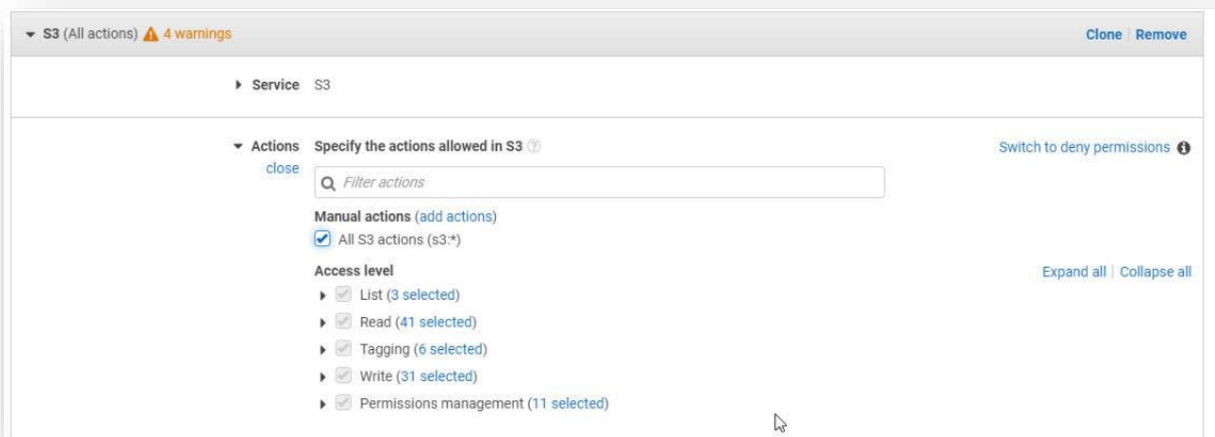 S3 (All actions) 4 warnings Clone Remove
Service S3
Actions Specify the actions allowed in S3 Switch to deny permissions
close
Filter actions
Manual actions (add actions)
All S3 actions (s3:*)
Access level Expand all Collapse all
List (3 selected)
Read (41 selected)
Tagging (6 selected)
Write (31 selected)
Permissions management (11 selected)